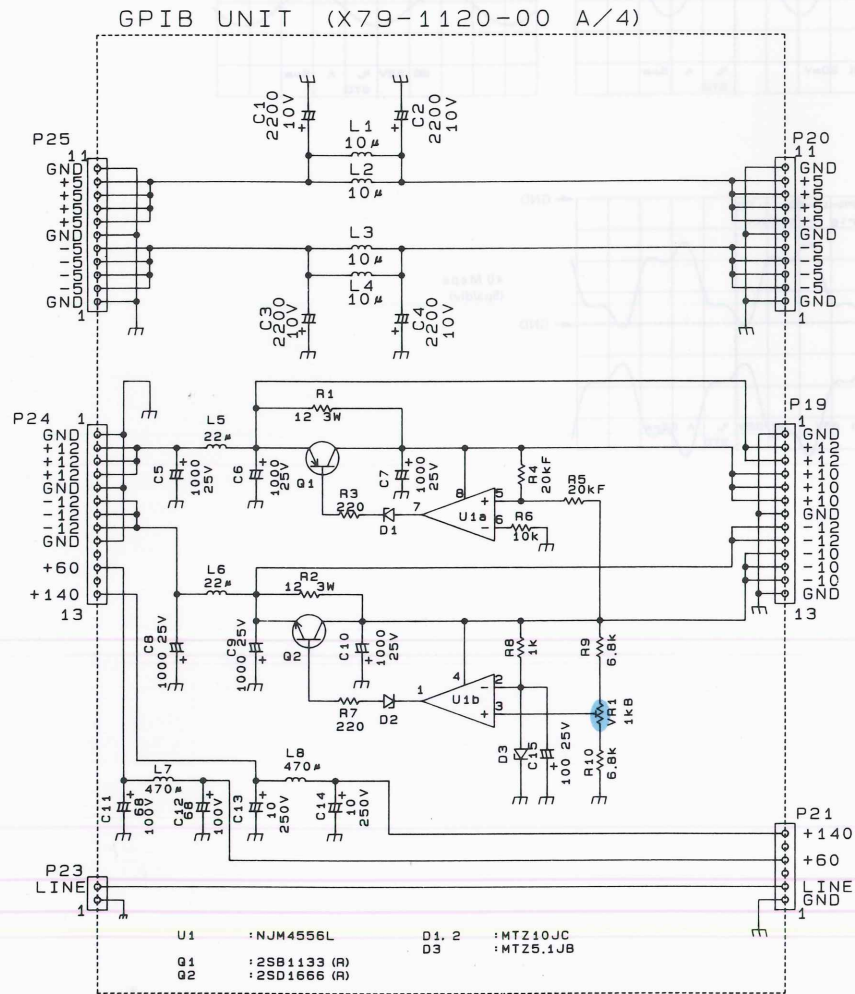 GPIB UNIT (X79-1120-00 A/4)
P25
11
GND
+5
+5
+5
+5
GND
-5
-5
-5
-5
GND
1
C1
2200
10V
+
L1
10μ
L2
10μ
C2
2200
10V
+
L3
10μ
L4
10μ
C3
2200
10V
+
C4
2200
10V
+
P20
11
GND
+5
+5
+5
+5
GND
-5
-5
-5
-5
GND
1
P24
1
GND
+12
+12
+12
GND
-12
-12
-12
GND
+60
+140
13
L5
22μ
C5
1000
25V
+
C6
1000
25V
+
R1
12 3W
Q1
C7
1000
25V
+
R3
220
D1
7
8
U1a
+
-
5
6
R4
20kF
R5
20kF
R6
10k
P19
1
GND
+12
+12
+10
+10
+10
GND
-12
-12
-10
-10
-10
GND
13
L6
22μ
C8
1000 25V
+
C9
1000 25V
+
R2
12 3W
Q2
C10
1000
25V
+
R7
220
D2
1
4
U1b
-
+
2
3
R8
1k
R9
6.8k
VR1
1kB
D3
C15
100 25V
+
R10
6.8k
L7
470μ
L8
470μ
C11
68
100V
+
C12
68
100V
+
C13
10
250V
+
C14
10
250V
+
P21
+140
+60
LINE
GND
1
P23
LINE
1
U1 :NJM4556L
D1, 2 :MTZ10JC
D3 :MTZ5.1JB
Q1 :2SB1133 (R)
Q2 :2SD1666 (R)